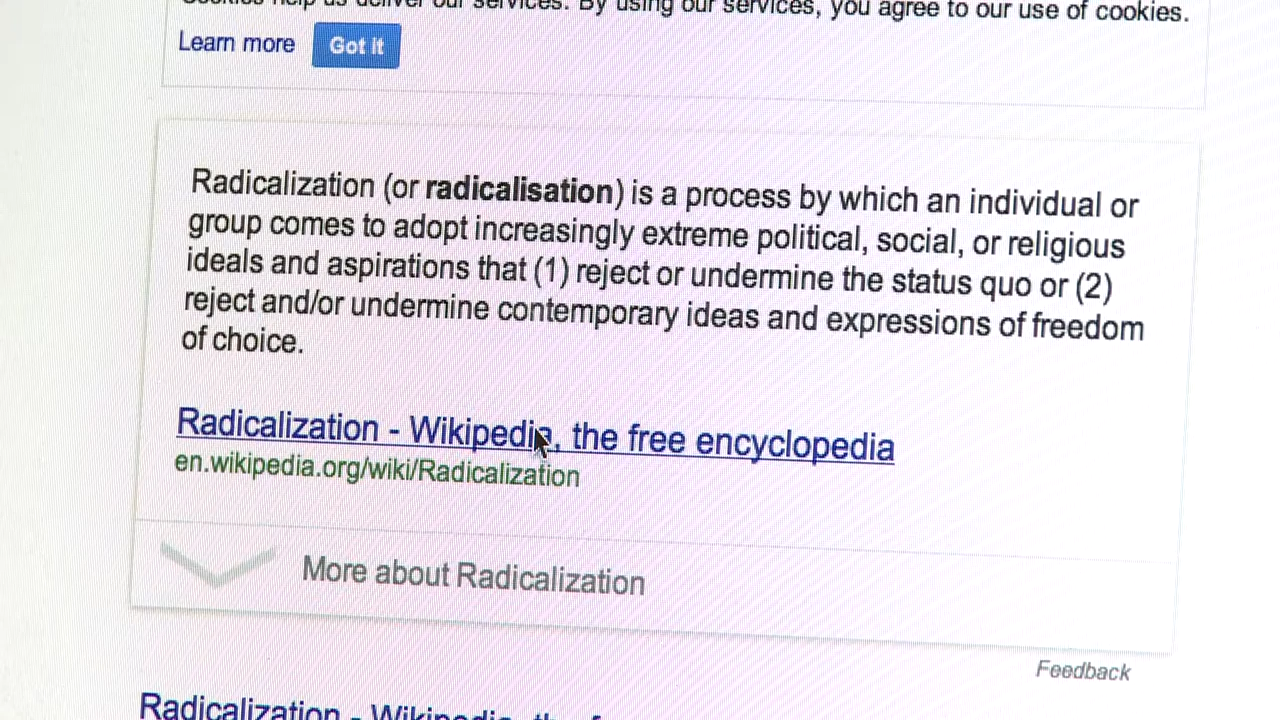 Cookies help us deliver our services. By using our services, you agree to our use of cookies.
Learn more Got it
Radicalization (or radicalisation) is a process by which an individual or
group comes to adopt increasingly extreme political, social, or religious
ideals and aspirations that (1) reject or undermine the status quo or (2)
reject and/or undermine contemporary ideas and expressions of freedom
of choice.
Radicalization - Wikipedia, the free encyclopedia
en.wikipedia.org/wiki/Radicalization
More about Radicalization
Feedback
Radicalization - Wikipedia, the f